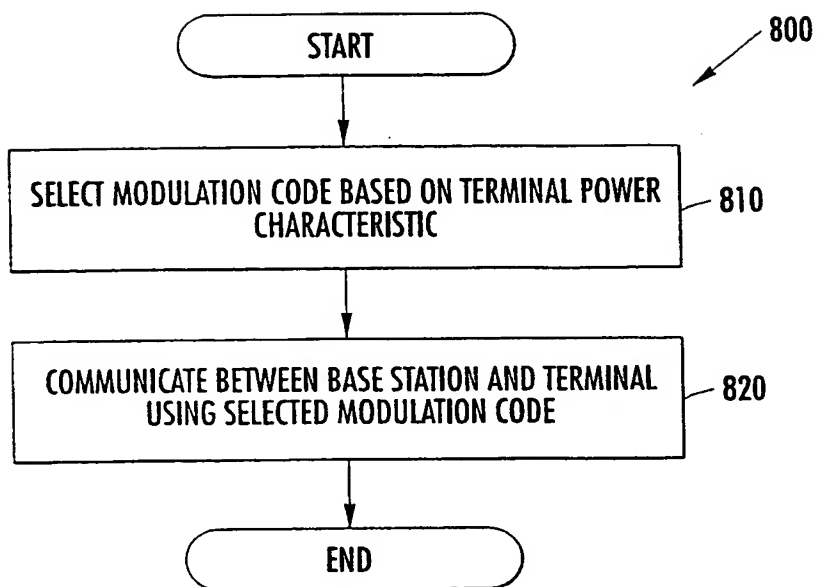 START
800
SELECT MODULATION CODE BASED ON TERMINAL POWER
CHARACTERISTIC
810
COMMUNICATE BETWEEN BASE STATION AND TERMINAL
USING SELECTED MODULATION CODE
820
END